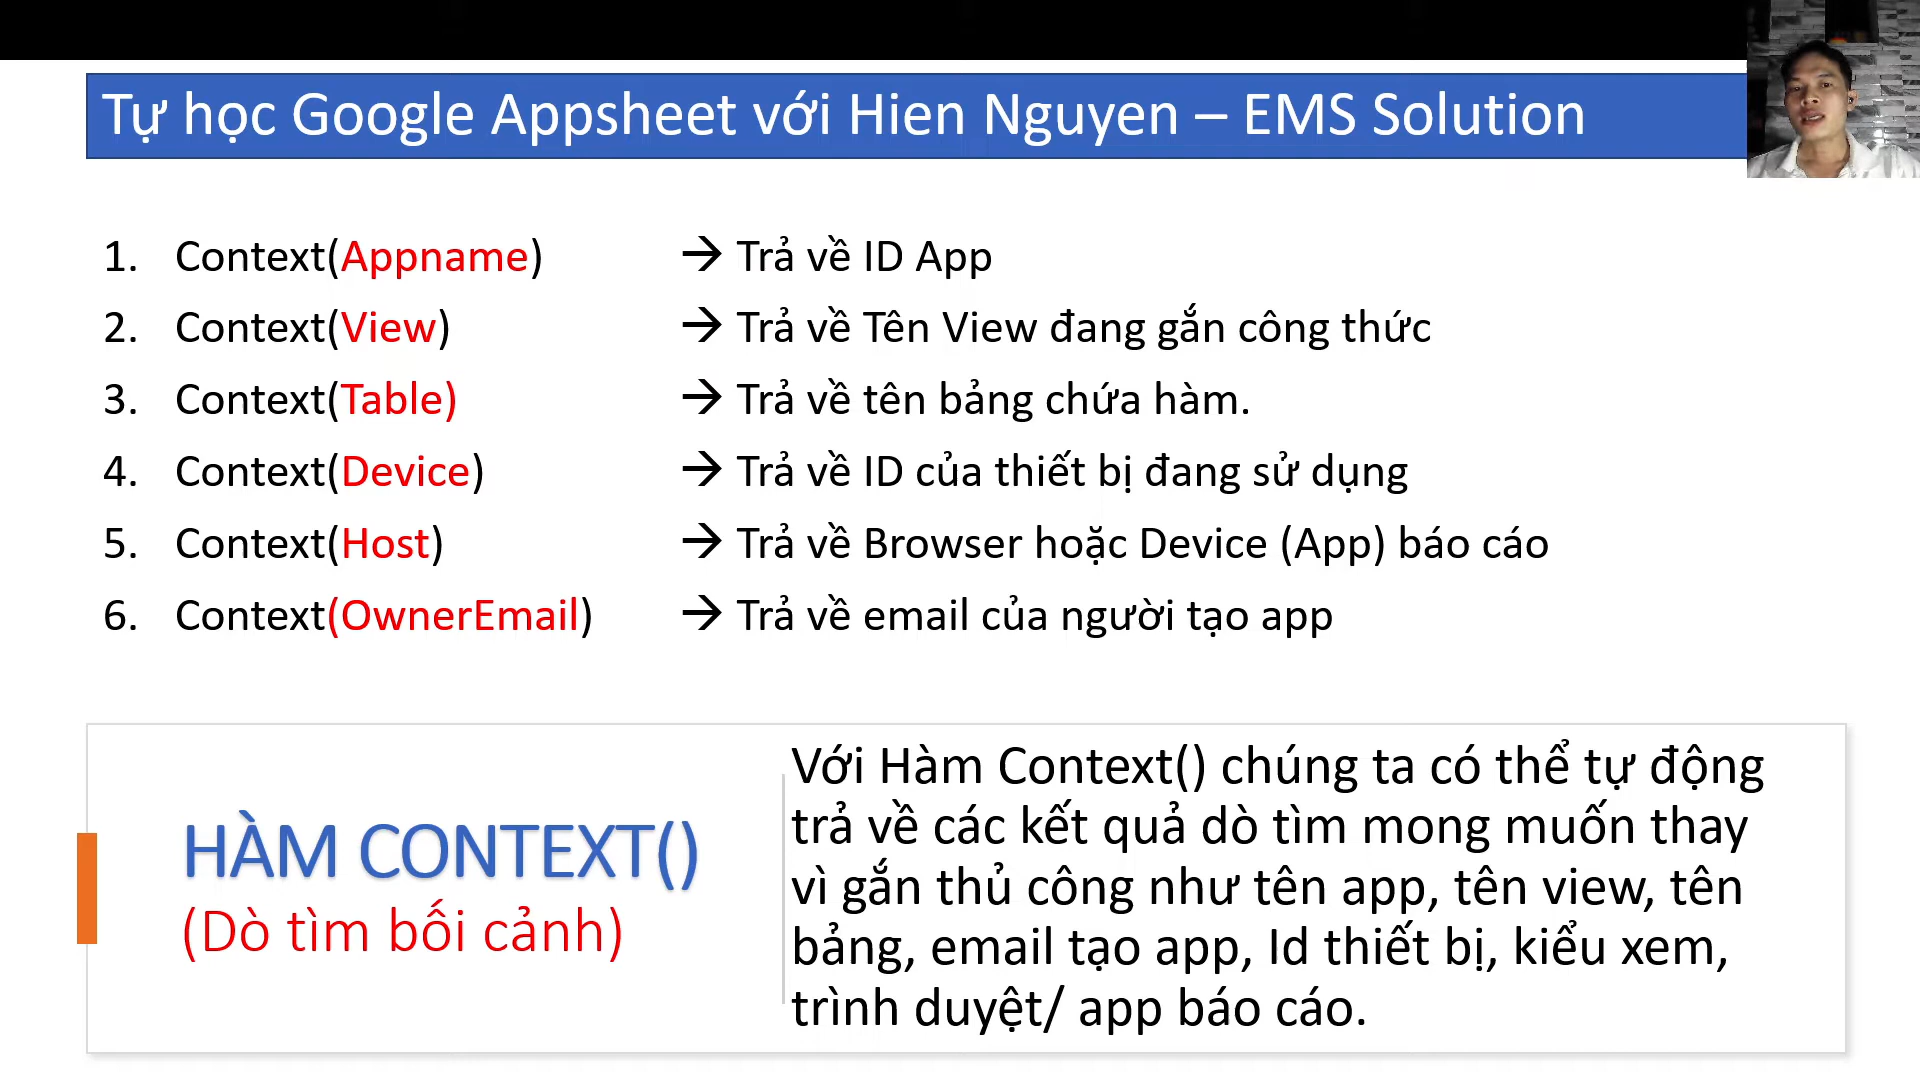 Tự học Google Appsheet với Hien Nguyen – EMS Solution
1. Context(Appname) → Trả về ID App
2. Context(View) → Trả về Tên View đang gắn công thức
3. Context(Table) → Trả về tên bảng chứa hàm.
4. Context(Device) → Trả về ID của thiết bị đang sử dụng
5. Context(Host) → Trả về Browser hoặc Device (App) báo cáo
6. Context(OwnerEmail) → Trả về email của người tạo app
HÀM CONTEXT()
(Dò tìm bối cảnh)
Với Hàm Context() chúng ta có thể tự động
trả về các kết quả dò tìm mong muốn thay
vì gắn thủ công như tên app, tên view, tên
bảng, email tạo app, Id thiết bị, kiểu xem,
trình duyệt/ app báo cáo.